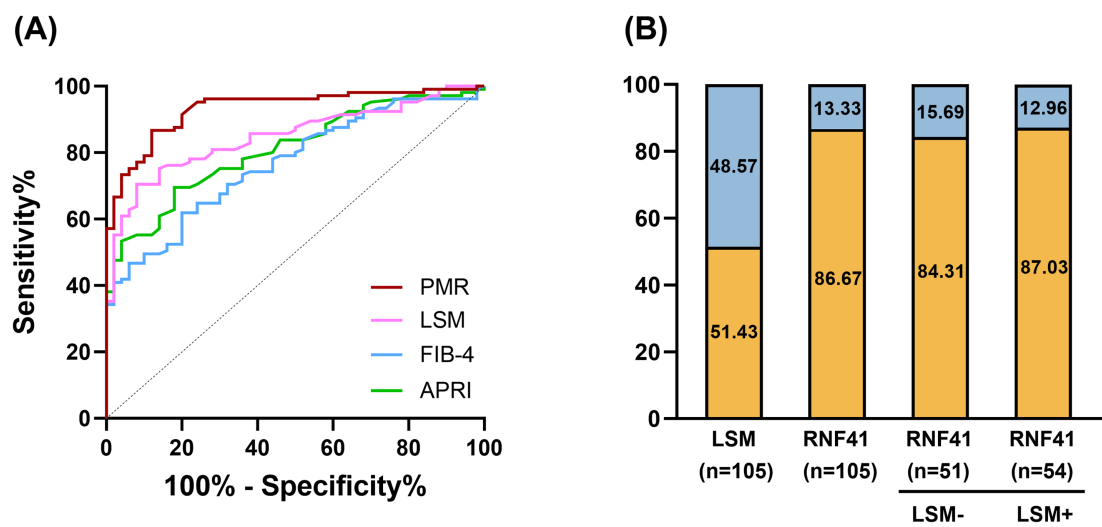 (A)
100
80
60
40
20
0
Sensitivity%
0 20 40 60 80 100
100% - Specificity%
PMR
LSM
FIB-4
APRI
(B)
100
80
60
40
20
0
48.57
51.43
13.33
86.67
15.69
84.31
12.96
87.03
LSM RNF41 RNF41 RNF41
(n=105) (n=105) (n=51) (n=54)
LSM- LSM+